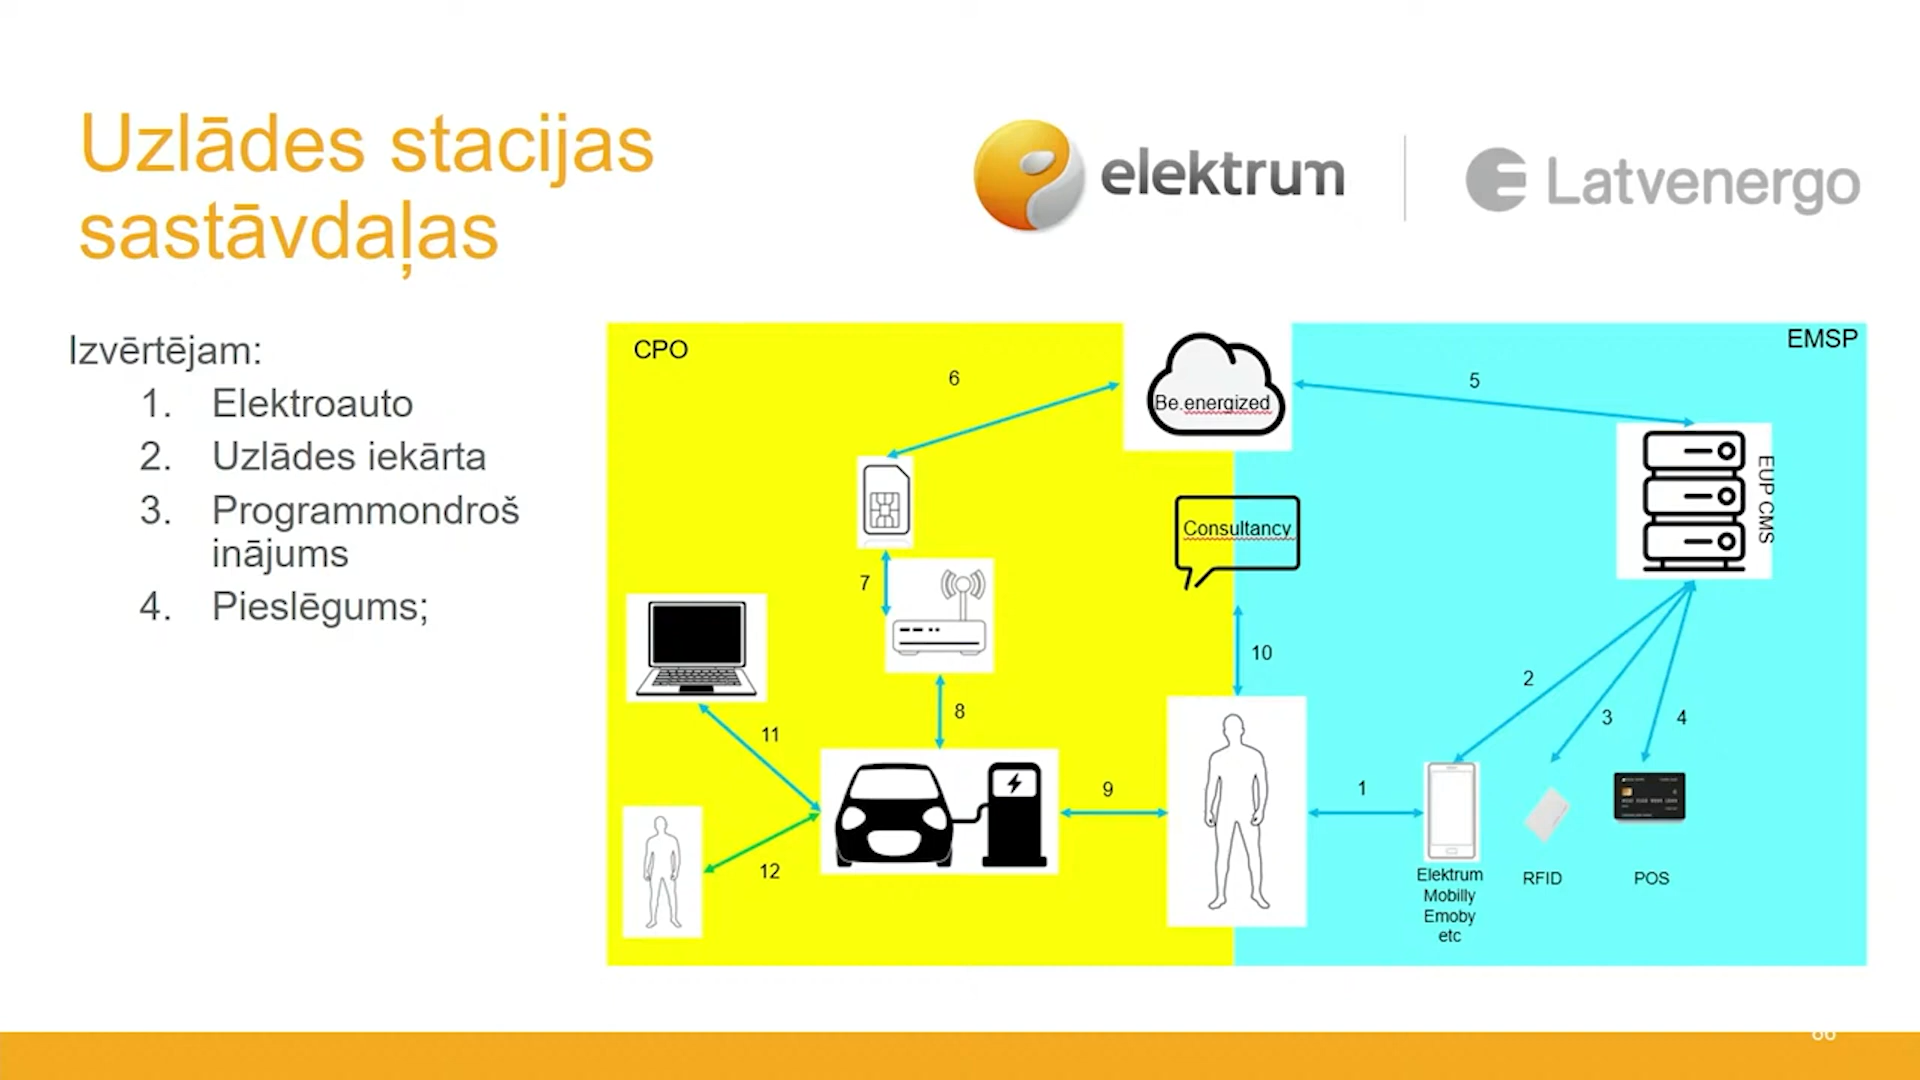 Uzlādes stacijas
sastāvdaļas
elektrum
Latvenergo
Izvērtējam:
1. Elektroauto
2. Uzlādes iekārta
3. Programmondroš
inājums
4. Pieslēgums;
CPO
EMSP
Be.energized
6
5
EUP CMS
Consultancy
7
10
2
8
3
4
11
9
1
12
Elektrum
Mobilly
Emoby
etc
RFID
POS